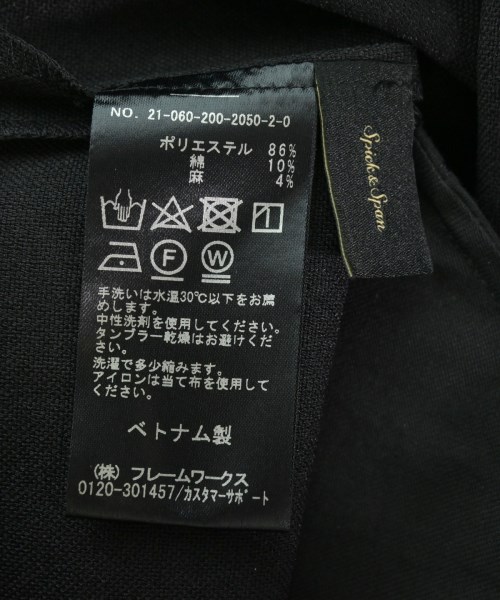 NO. 21-060-200-2050-2-0
ポリエステル 86%
綿 10%
麻 4%
F W
手洗いは水温30℃以下をお薦
めします。
中性洗剤を使用してください。
タンブラー乾燥はお避けくださ
い。
洗濯で多少縮みます。
アイロンは当て布を使用して
ください。
ベトナム製
(株) フレームワークス
0120-301457/カスタマーサポート
Spick&Span